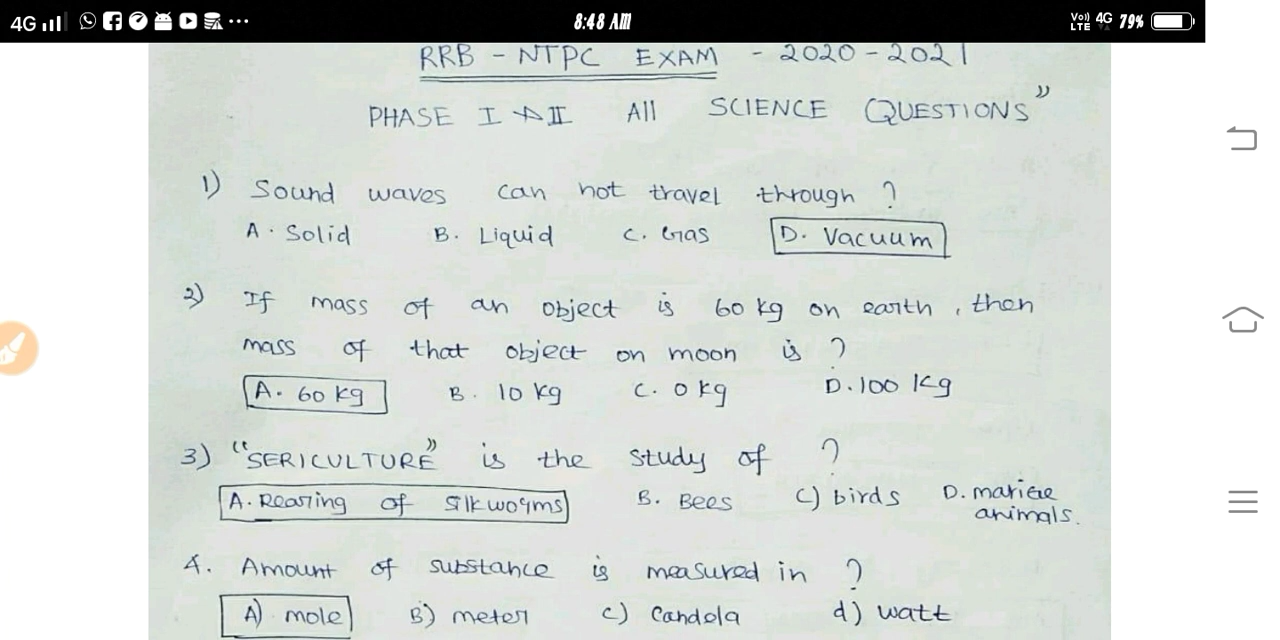 4G 8:48 AM Vo)) LTE 4G 79%
RRB - NTPC EXAM - 2020-2021
PHASE I & II All SCIENCE QUESTIONS"
1) Sound waves can not travel through ?
A. Solid B. Liquid C. Gas D. Vacuum
2) If mass of an object is 60 kg on earth, then
mass of that object on moon is ?
A. 60 kg B. 10 kg C. 0 kg D. 100 kg
3) "SERICULTURE" is the study of ?
A. Rearing of silkworms B. Bees C) birds D. marine
animals.
4. Amount of substance is measured in ?
A) mole B) meter C) Candela d) watt